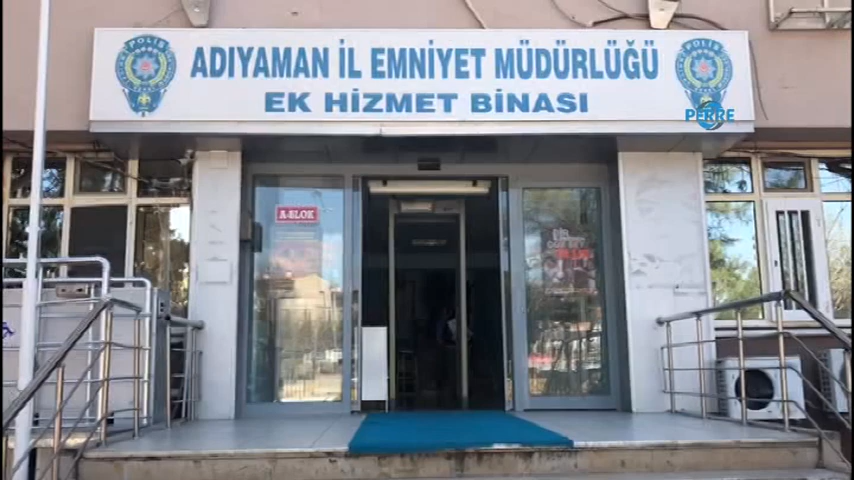 ADIYAMAN İL EMNİYET MÜDÜRLÜĞÜ
EK HİZMET BİNASI
POLİS
POLİS
PERRE
A-BLOK